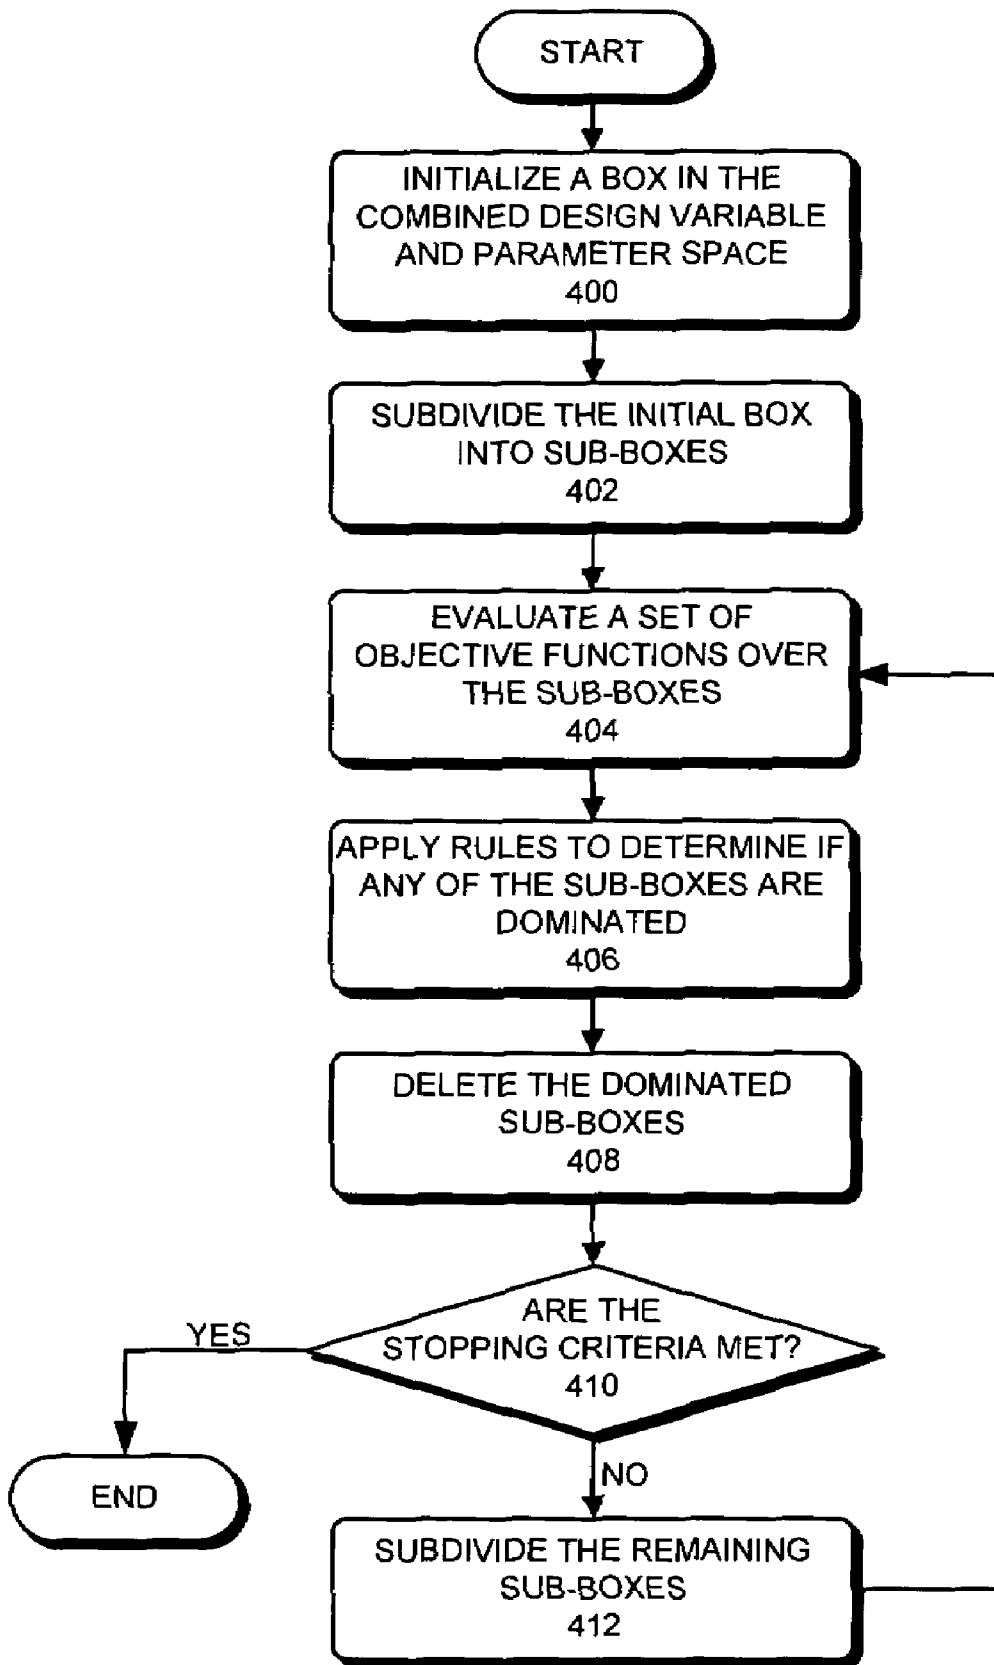 START
INITIALIZE A BOX IN THE
COMBINED DESIGN VARIABLE
AND PARAMETER SPACE
400
SUBDIVIDE THE INITIAL BOX
INTO SUB-BOXES
402
EVALUATE A SET OF
OBJECTIVE FUNCTIONS OVER
THE SUB-BOXES
404
APPLY RULES TO DETERMINE IF
ANY OF THE SUB-BOXES ARE
DOMINATED
406
DELETE THE DOMINATED
SUB-BOXES
408
ARE THE
STOPPING CRITERIA MET?
410
YES
END
NO
SUBDIVIDE THE REMAINING
SUB-BOXES
412